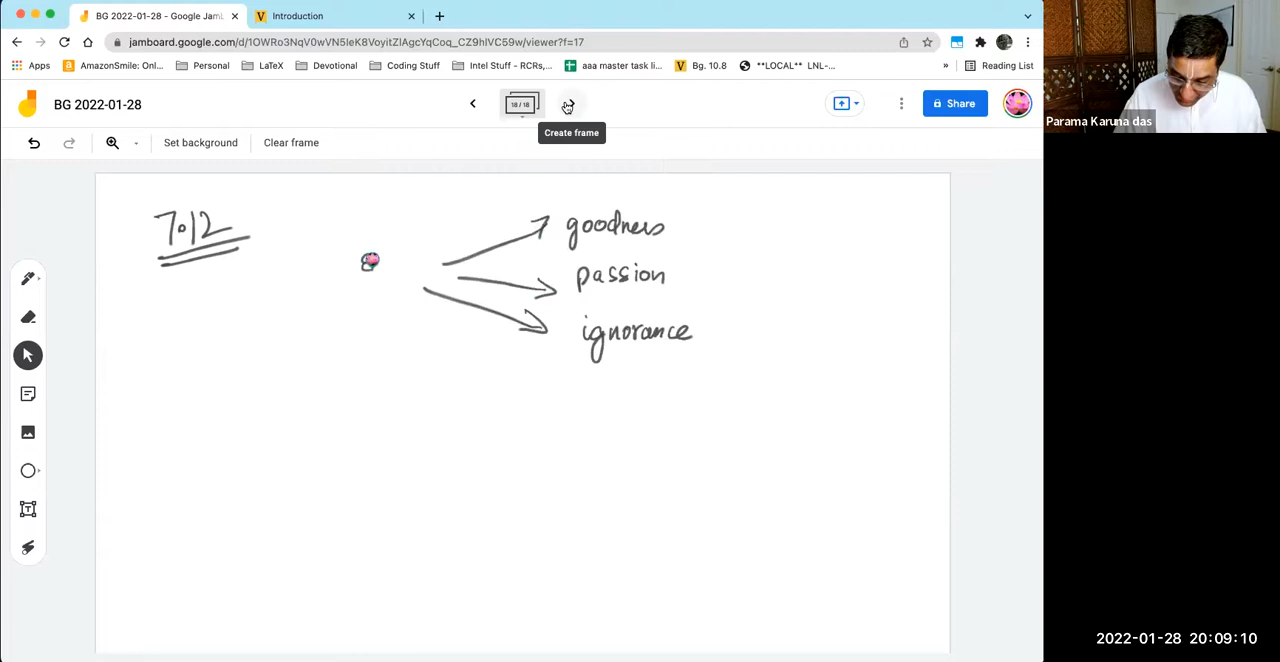 BG 2022-01-28 - Google Jaml
Introduction
jamboard.google.com/d/1OWRo3NqV0wVN5leK8VoyitZlAgcYqCoq_CZ9hlVC59w/viewer?f=17
Apps
AmazonSmile: Onl...
Personal
LaTeX
Devotional
Coding Stuff
Intel Stuff - RCRs,...
aaa master task li...
Bg. 10.8
**LOCAL** LNL-...
»
Reading List
BG 2022-01-28
18 / 18
Share
Create frame
Parama Karuna das
Set background
Clear frame
7.12
goodness
passion
ignorance
2022-01-28 20:09:10